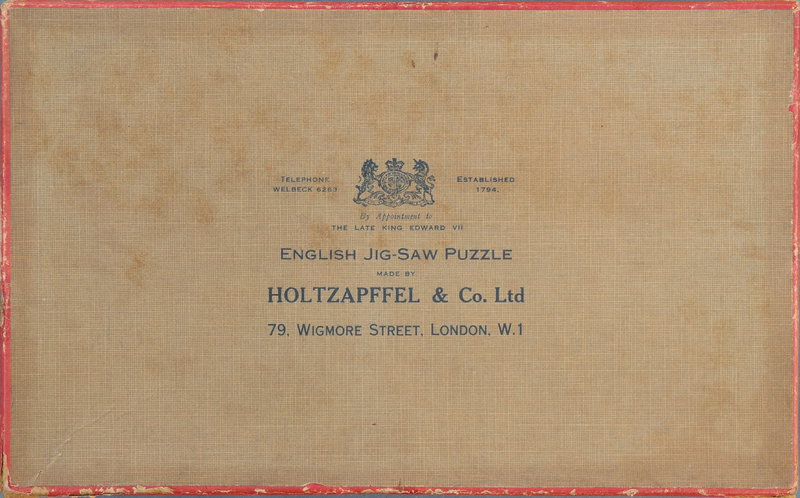 TELEPHONE
WELBECK 6263
ESTABLISHED
1794.
By Appointment to
THE LATE KING EDWARD VII
ENGLISH JIG-SAW PUZZLE
MADE BY
HOLTZAPFFEL & Co. Ltd
79, WIGMORE STREET, LONDON, W.1